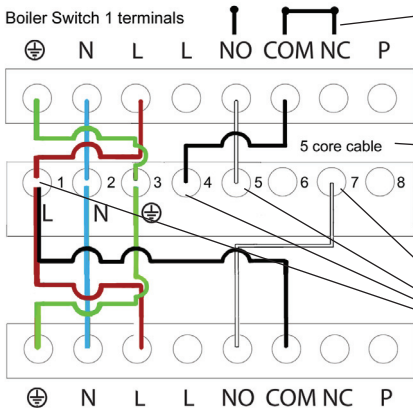 Boiler Switch 1 terminals
⏚ N L L NO COM NC P
5 core cable
1 2 3 4 5 6 7 8
L N ⏚
⏚ N L L NO COM NC P